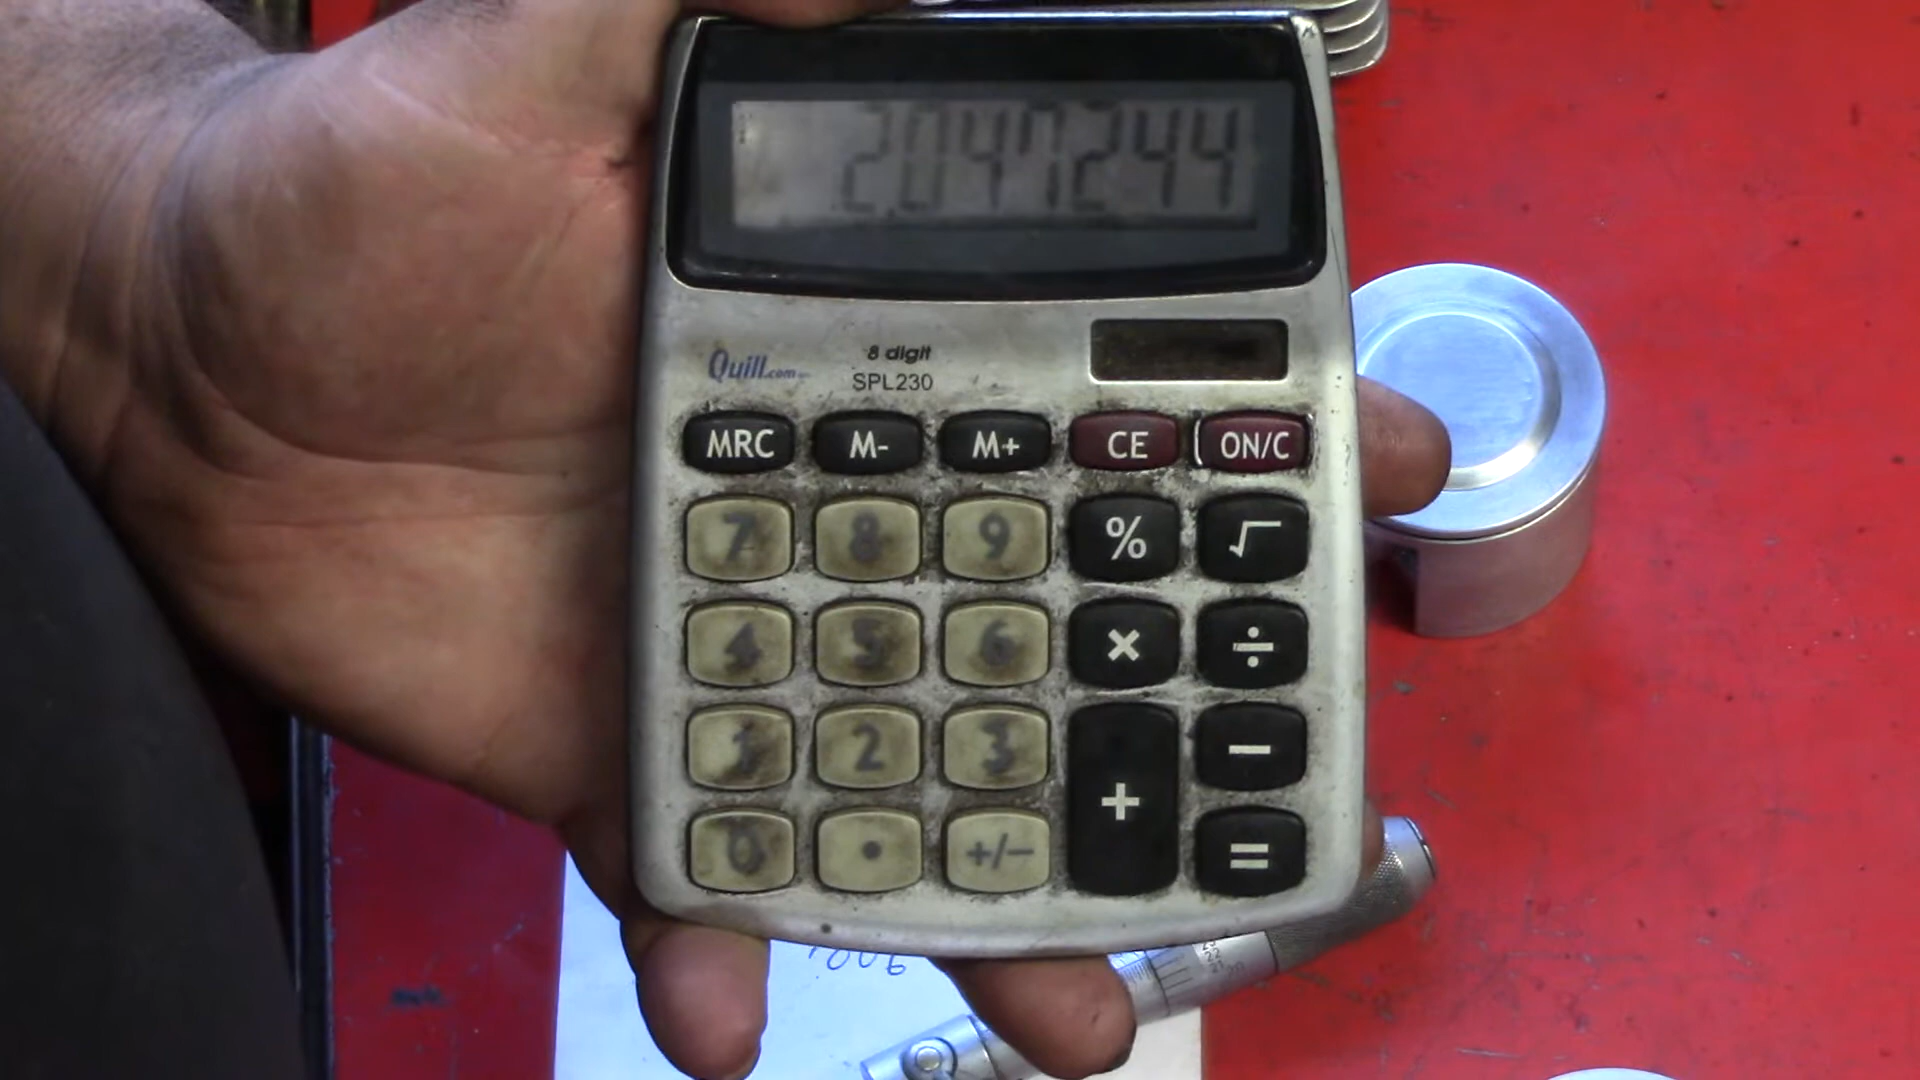 2.0477244
Quill.com
8 digit
SPL230
MRC M- M+ CE ON/C
7 8 9 % √
4 5 6 × ÷
1 2 3 −
+
0 . +/− =